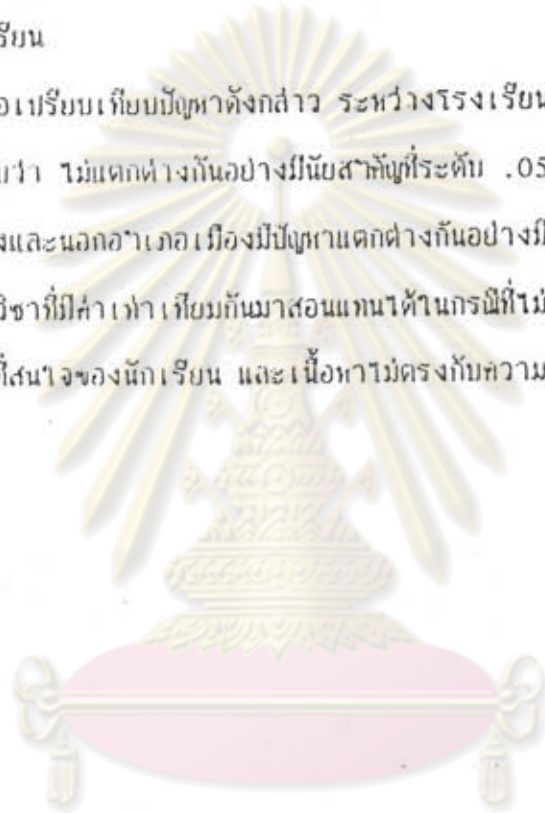 รียน
อเปรียบเทียบปัญหาดังกล่าว ระหว่างโรงเรียน
บว่า ไม่แตกต่างกันอย่างมีนัยสำคัญที่ระดับ .05
งและนอกอำเภอเมืองมีปัญหาแตกต่างกันอย่างมี
วิชาที่มีค่าเท่าเทียมกันมาสอนแทนได้ในกรณีที่ไม่
ที่สนใจของนักเรียน และเนื้อหาไม่ตรงกับความ